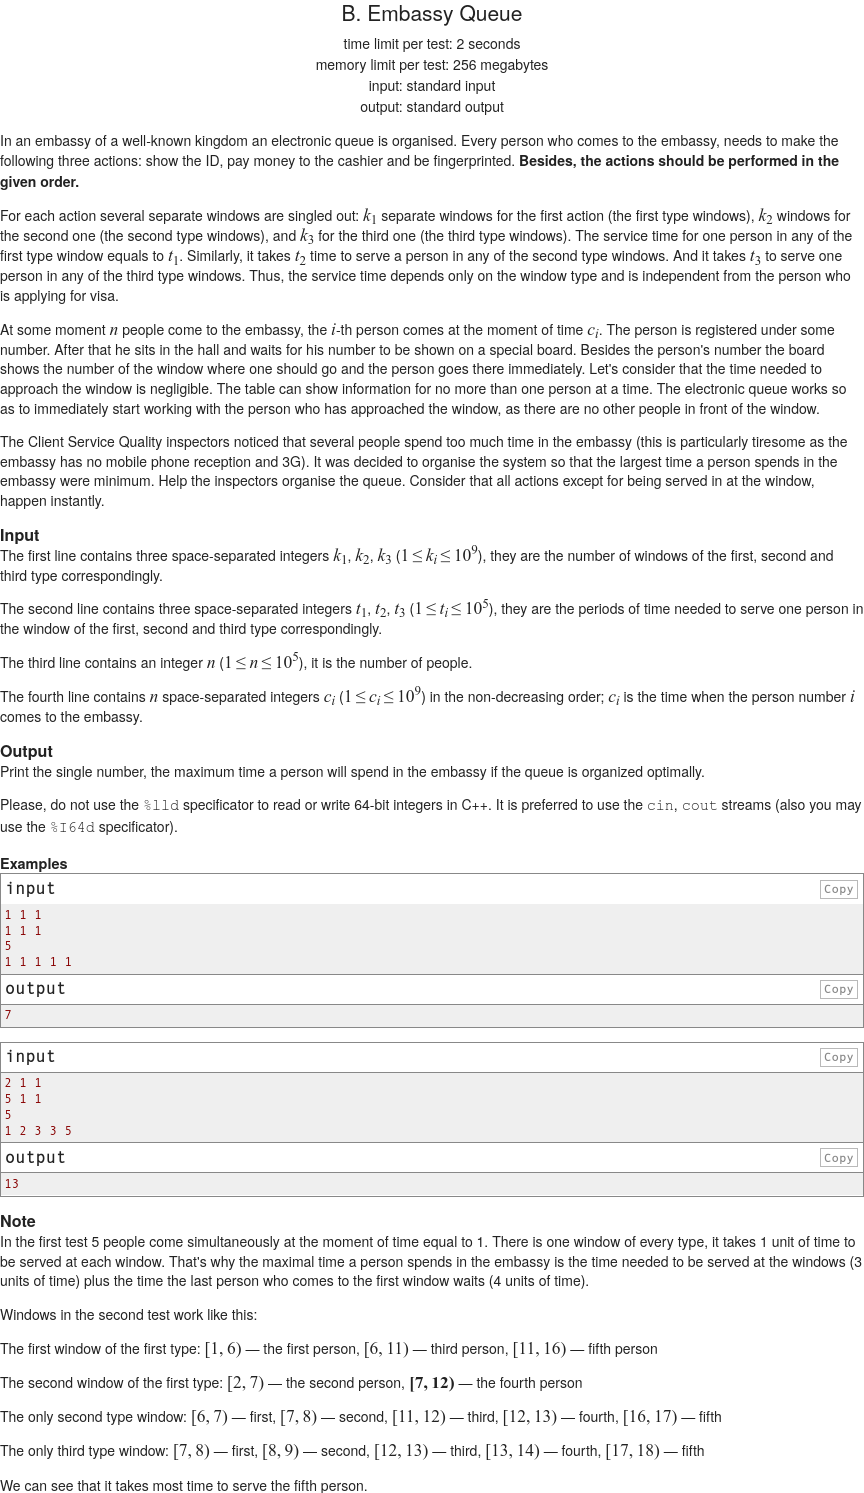 B. Embassy Queue
time limit per test: 2 seconds
memory limit per test: 256 megabytes
input: standard input
output: standard output
In an embassy of a well-known kingdom an electronic queue is organised. Every person who comes to the embassy, needs to make the
following three actions: show the ID, pay money to the cashier and be fingerprinted. Besides, the actions should be performed in the
given order.
For each action several separate windows are singled out: k1 separate windows for the first action (the first type windows), k2 windows for
the second one (the second type windows), and k3 for the third one (the third type windows). The service time for one person in any of the
first type window equals to t1. Similarly, it takes t2 time to serve a person in any of the second type windows. And it takes t3 to serve one
person in any of the third type windows. Thus, the service time depends only on the window type and is independent from the person who
is applying for visa.
At some moment n people come to the embassy, the i-th person comes at the moment of time ci. The person is registered under some
number. After that he sits in the hall and waits for his number to be shown on a special board. Besides the person's number the board
shows the number of the window where one should go and the person goes there immediately. Let's consider that the time needed to
approach the window is negligible. The table can show information for no more than one person at a time. The electronic queue works so
as to immediately start working with the person who has approached the window, as there are no other people in front of the window.
The Client Service Quality inspectors noticed that several people spend too much time in the embassy (this is particularly tiresome as the
embassy has no mobile phone reception and 3G). It was decided to organise the system so that the largest time a person spends in the
embassy were minimum. Help the inspectors organise the queue. Consider that all actions except for being served in at the window,
happen instantly.
Input
The first line contains three space-separated integers k1, k2, k3 (1 ≤ ki ≤ 10^9), they are the number of windows of the first, second and
third type correspondingly.
The second line contains three space-separated integers t1, t2, t3 (1 ≤ ti ≤ 10^5), they are the periods of time needed to serve one person in
the window of the first, second and third type correspondingly.
The third line contains an integer n (1 ≤ n ≤ 10^5), it is the number of people.
The fourth line contains n space-separated integers ci (1 ≤ ci ≤ 10^9) in the non-decreasing order; ci is the time when the person number i
comes to the embassy.
Output
Print the single number, the maximum time a person will spend in the embassy if the queue is organized optimally.
Please, do not use the %lld specificator to read or write 64-bit integers in C++. It is preferred to use the cin, cout streams (also you may
use the %I64d specificator).
Examples
input Copy
1 1 1
1 1 1
5
1 1 1 1 1
output Copy
7
input Copy
2 1 1
5 1 1
5
1 2 3 3 5
output Copy
13
Note
In the first test 5 people come simultaneously at the moment of time equal to 1. There is one window of every type, it takes 1 unit of time to
be served at each window. That's why the maximal time a person spends in the embassy is the time needed to be served at the windows (3
units of time) plus the time the last person who comes to the first window waits (4 units of time).
Windows in the second test work like this:
The first window of the first type: [1, 6) — the first person, [6, 11) — third person, [11, 16) — fifth person
The second window of the first type: [2, 7) — the second person, [7, 12) — the fourth person
The only second type window: [6, 7) — first, [7, 8) — second, [11, 12) — third, [12, 13) — fourth, [16, 17) — fifth
The only third type window: [7, 8) — first, [8, 9) — second, [12, 13) — third, [13, 14) — fourth, [17, 18) — fifth
We can see that it takes most time to serve the fifth person.